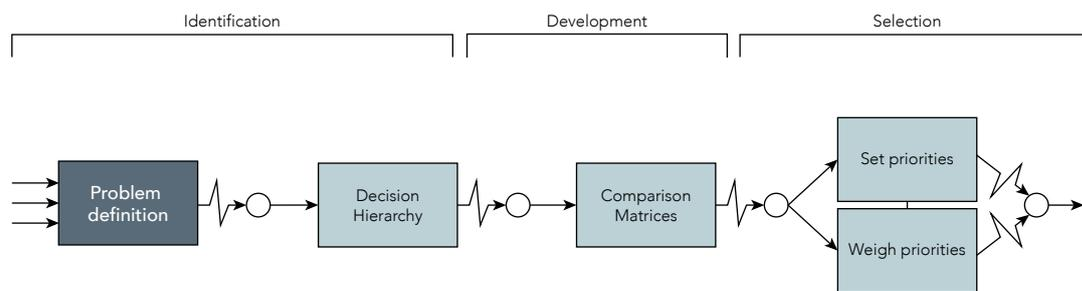 Identification
Development
Selection
Problem
definition
Decision
Hierarchy
Comparison
Matrices
Set priorities
Weigh priorities